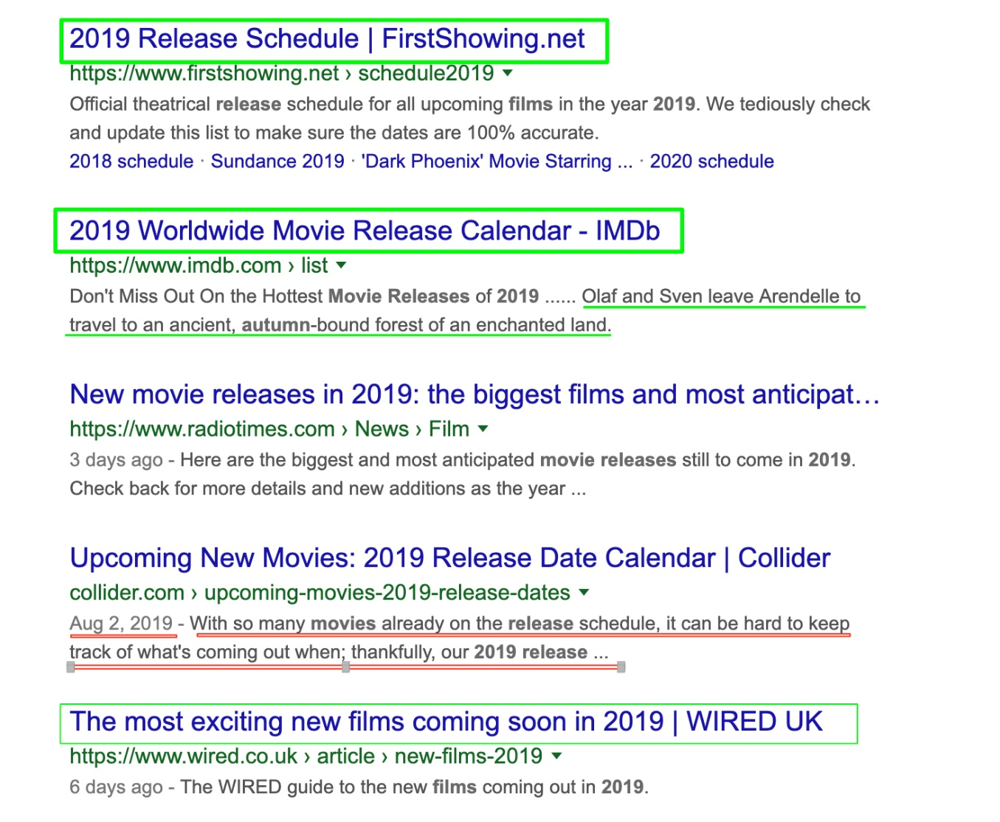 2019 Release Schedule | FirstShowing.net
https://www.firstshowing.net › schedule2019
Official theatrical release schedule for all upcoming films in the year 2019. We tediously check
and update this list to make sure the dates are 100% accurate.
2018 schedule · Sundance 2019 · 'Dark Phoenix' Movie Starring ... · 2020 schedule
2019 Worldwide Movie Release Calendar - IMDb
https://www.imdb.com › list
Don't Miss Out On the Hottest Movie Releases of 2019 ...... Olaf and Sven leave Arendelle to
travel to an ancient, autumn-bound forest of an enchanted land.
New movie releases in 2019: the biggest films and most anticipat...
https://www.radiotimes.com › News › Film
3 days ago - Here are the biggest and most anticipated movie releases still to come in 2019.
Check back for more details and new additions as the year ...
Upcoming New Movies: 2019 Release Date Calendar | Collider
collider.com › upcoming-movies-2019-release-dates
Aug 2, 2019 - With so many movies already on the release schedule, it can be hard to keep
track of what's coming out when; thankfully, our 2019 release ...
The most exciting new films coming soon in 2019 | WIRED UK
https://www.wired.co.uk › article › new-films-2019
6 days ago - The WIRED guide to the new films coming out in 2019.